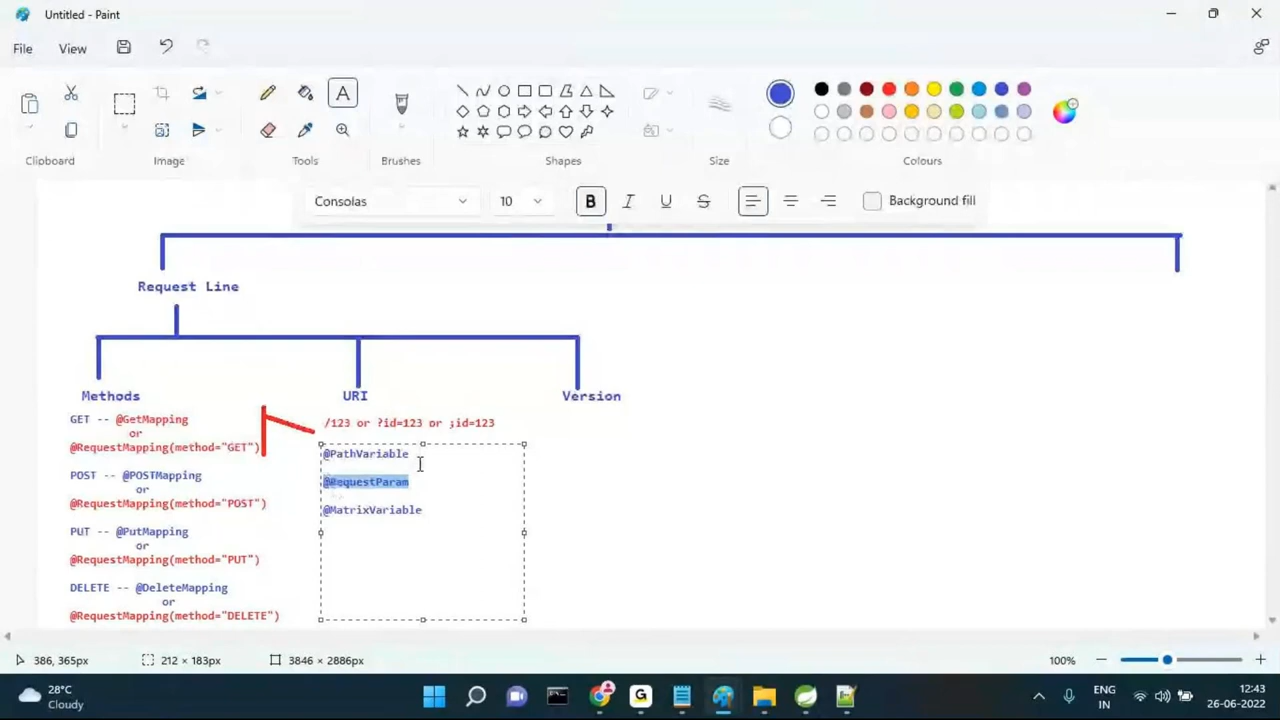 Untitled - Paint
File
View
A
Clipboard
Image
Tools
Brushes
Shapes
Size
Colours
Consolas
10
B
I
U
S
Background fill
Request Line
Methods
URI
Version
GET -- @GetMapping
or
@RequestMapping(method="GET")
POST -- @POSTMapping
or
@RequestMapping(method="POST")
PUT -- @PutMapping
or
@RequestMapping(method="PUT")
DELETE -- @DeleteMapping
or
@RequestMapping(method="DELETE")
/123 or ?id=123 or ;id=123
@PathVariable
@RequestParam
@MatrixVariable
386, 365px
212 × 183px
3846 × 2886px
100%
28°C
Cloudy
G
ENG
IN
12:43
26-06-2022